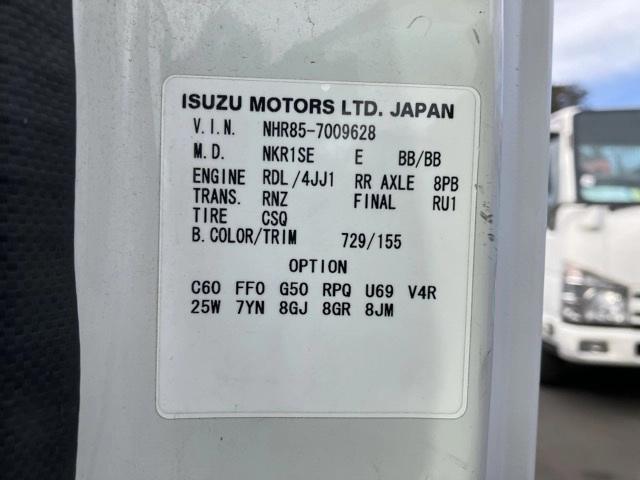 ISUZU MOTORS LTD. JAPAN
V.I.N. NHR85-7009628
M.D. NKR1SE E BB/BB
ENGINE RDL/4JJ1 RR AXLE 8PB
TRANS. RNZ FINAL RU1
TIRE CSQ
B.COLOR/TRIM 729/155
OPTION
C60 FF0 G50 RPQ U69 V4R
25W 7YN 8GJ 8GR 8JM